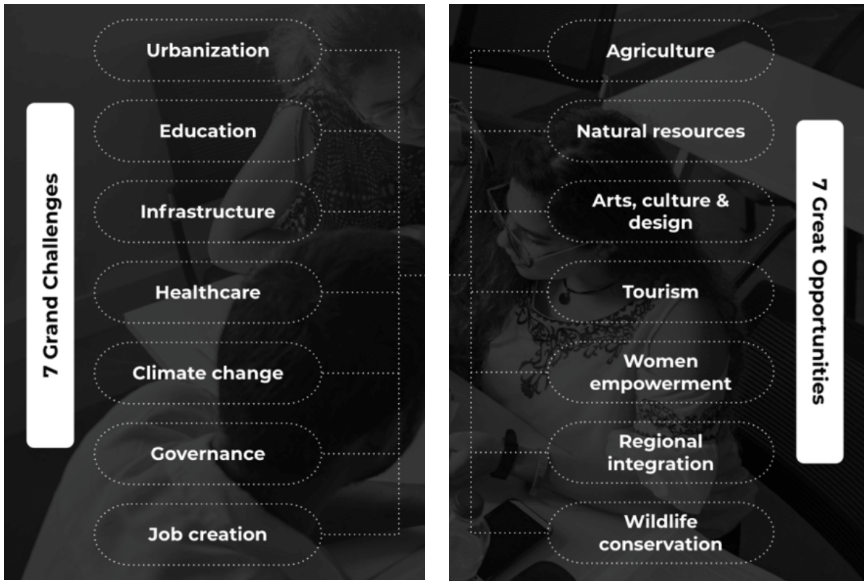 7 Grand Challenges
Urbanization
Education
Infrastructure
Healthcare
Climate change
Governance
Job creation
Agriculture
Natural resources
Arts, culture &
design
Tourism
Women
empowerment
Regional
integration
Wildlife
conservation
7 Great Opportunities